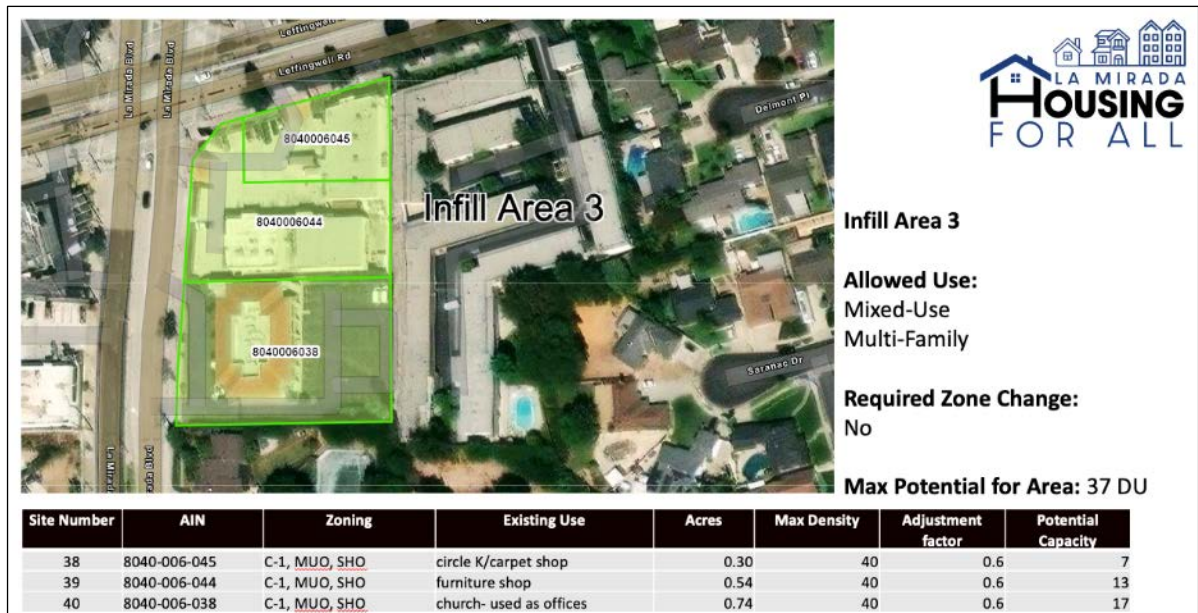 La Mirada Blvd
La Mirada Blvd
Leffingwell Rd
8040006045
8040006044
8040006038
Infill Area 3
Delmont Pl
Saranac Dr
LA MIRADA
HOUSING
FOR ALL
Infill Area 3
Allowed Use:
Mixed-Use
Multi-Family
Required Zone Change:
No
Max Potential for Area: 37 DU
Site Number AIN Zoning Existing Use Acres Max Density Adjustment factor Potential Capacity
38 8040-006-045 C-1, MUO, SHO circle K/carpet shop 0.30 40 0.6 7
39 8040-006-044 C-1, MUO, SHO furniture shop 0.54 40 0.6 13
40 8040-006-038 C-1, MUO, SHO church- used as offices 0.74 40 0.6 17